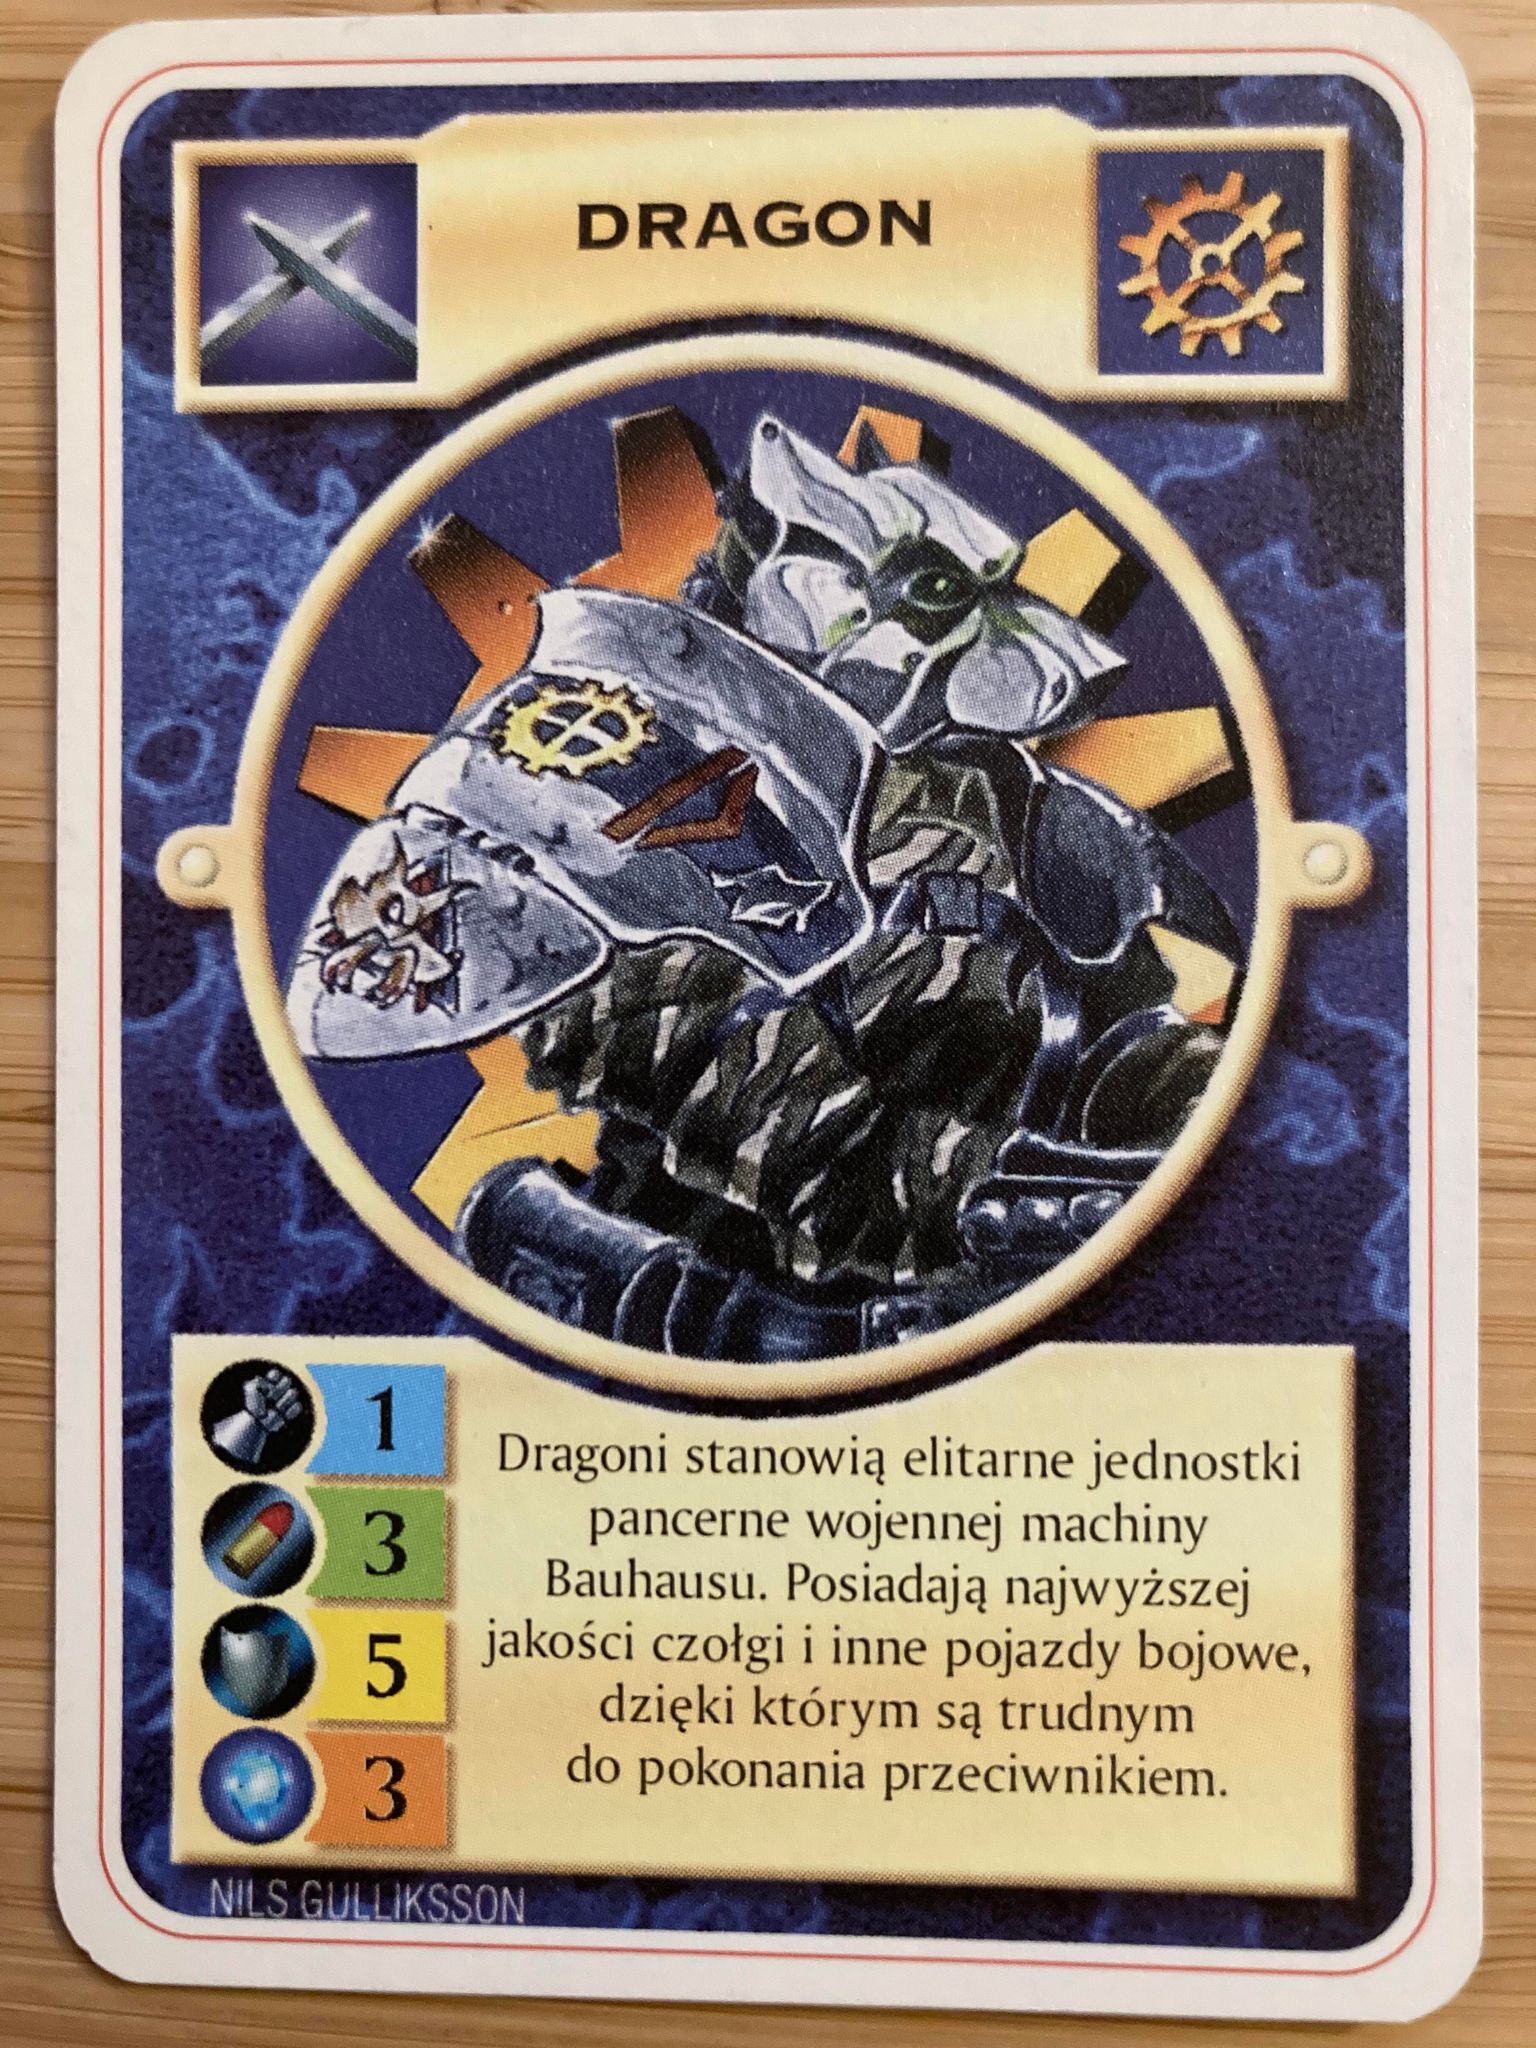 DRAGON
1
3
5
3
Dragoni stanowią elitarne jednostki
pancerne wojennej machiny
Bauhausu. Posiadają najwyższej
jakości czołgi i inne pojazdy bojowe,
dzięki którym są trudnym
do pokonania przeciwnikiem.
NILS GULLIKSSON